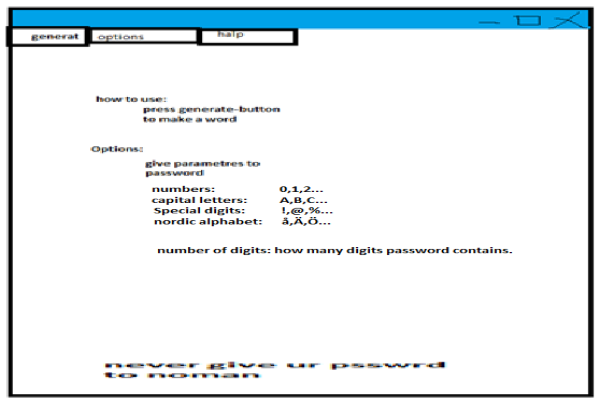 generat options halp
how to use:
press generate-button
to make a word
Options:
give parametres to
password
numbers: 0,1,2...
capital letters: A,B,C...
Special digits: !,@,%...
nordic alphabet: å,Ä,Ö...
number of digits: how many digits password contains.
never give ur psswrd
to noman